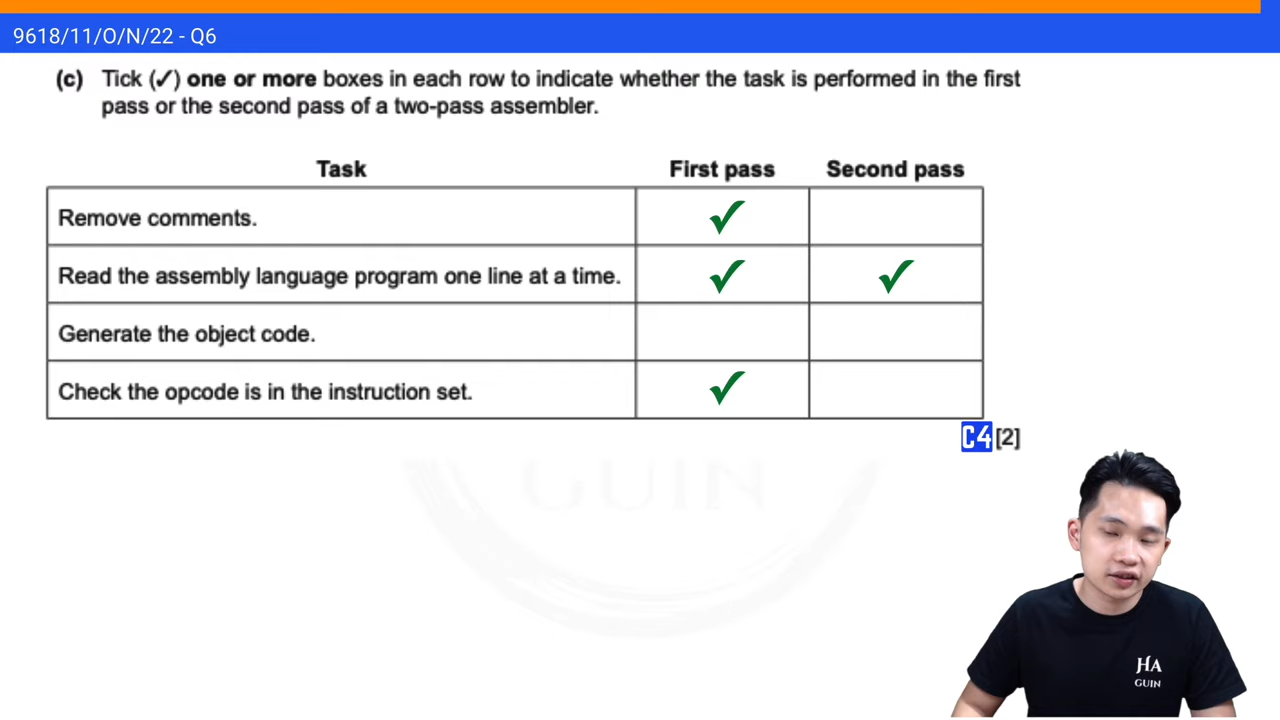 9618/11/O/N/22 - Q6
(c) Tick (✓) one or more boxes in each row to indicate whether the task is performed in the first
pass or the second pass of a two-pass assembler.
Task First pass Second pass
Remove comments. ✓
Read the assembly language program one line at a time. ✓ ✓
Generate the object code.
Check the opcode is in the instruction set. ✓
C4 [2]
GUIN
HA
GUIN